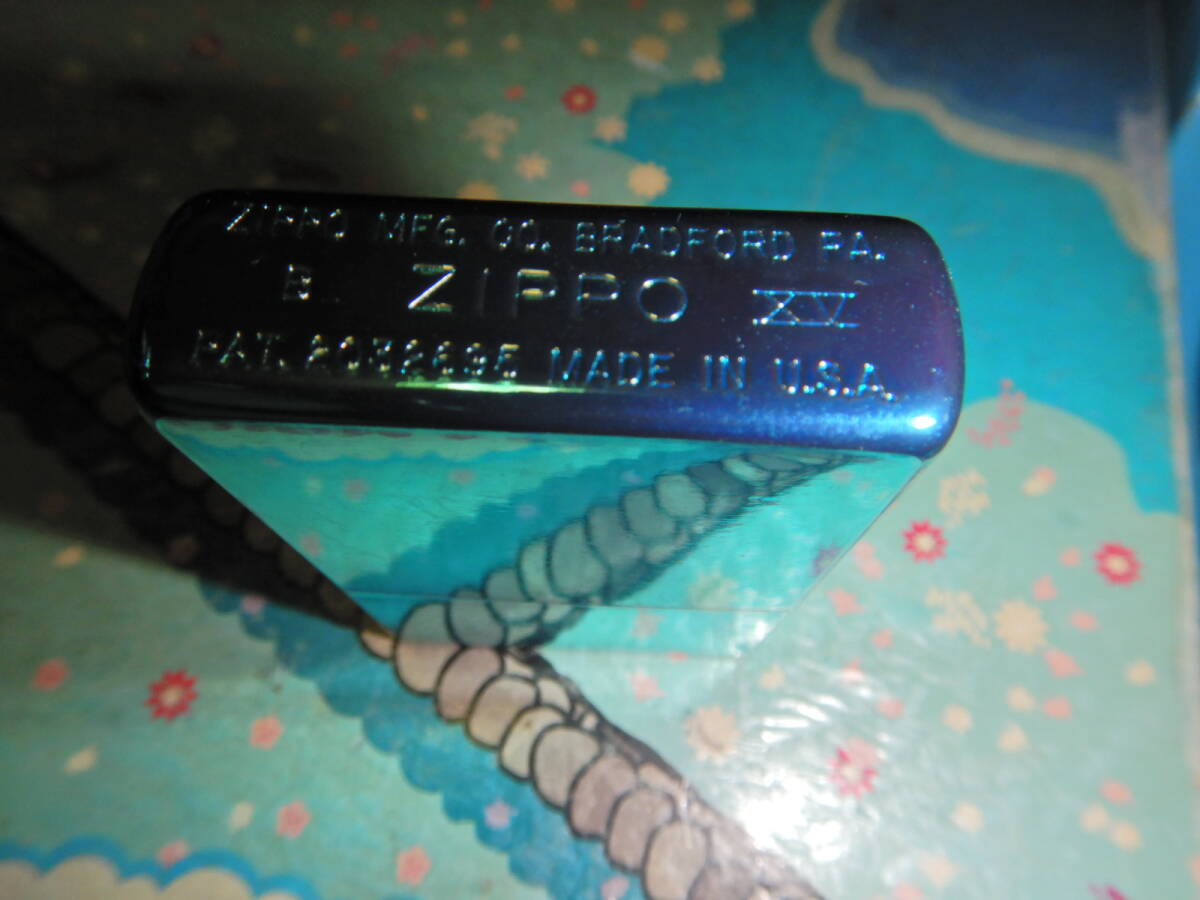 ZIPPO MFG. CO. BRADFORD PA.
B ZIPPO XV
PAT. 2032695 MADE IN U.S.A.